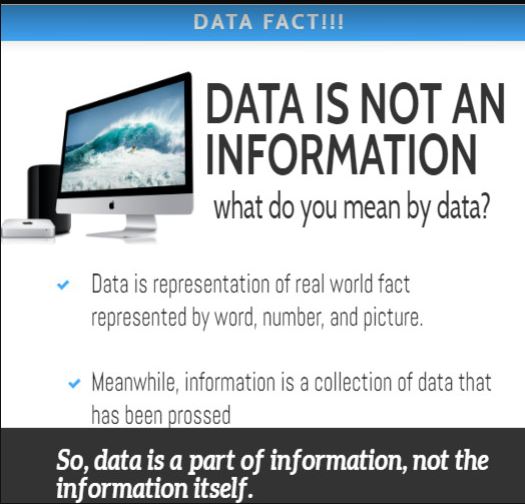 DATA FACT!!!
DATA IS NOT AN
INFORMATION
what do you mean by data?
Data is representation of real world fact
represented by word, number, and picture.
Meanwhile, information is a collection of data that
has been prossed
So, data is a part of information, not the
information itself.